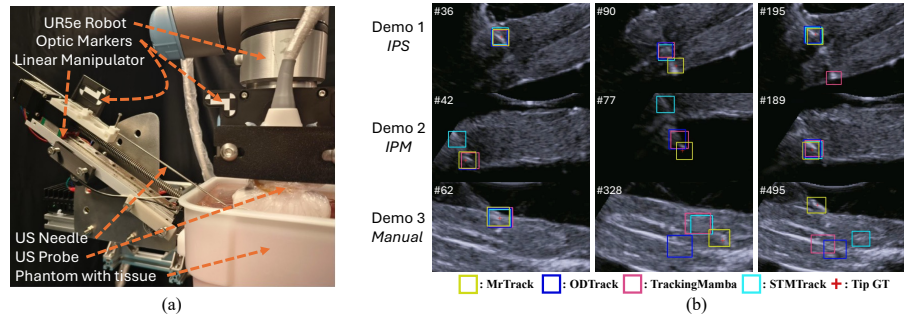 UR5e Robot
Optic Markers
Linear Manipulator
US Needle
US Probe
Phantom with tissue
(a)
Demo 1
IPS
#36
#90
#195
Demo 2
IPM
#42
#77
#189
Demo 3
Manual
#62
#328
#495
: MrTrack : ODTrack : TrackingMamba : STMTrack : Tip GT
(b)